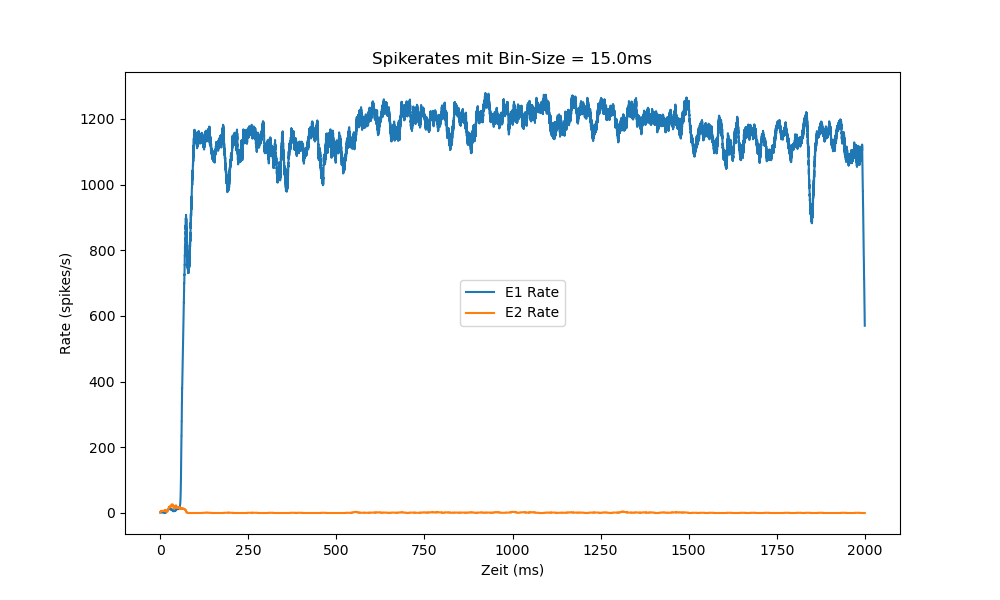 Spikerates mit Bin-Size = 15.0ms
Rate (spikes/s)
1200
1000
800
600
400
200
0
E1 Rate
E2 Rate
0 250 500 750 1000 1250 1500 1750 2000
Zeit (ms)